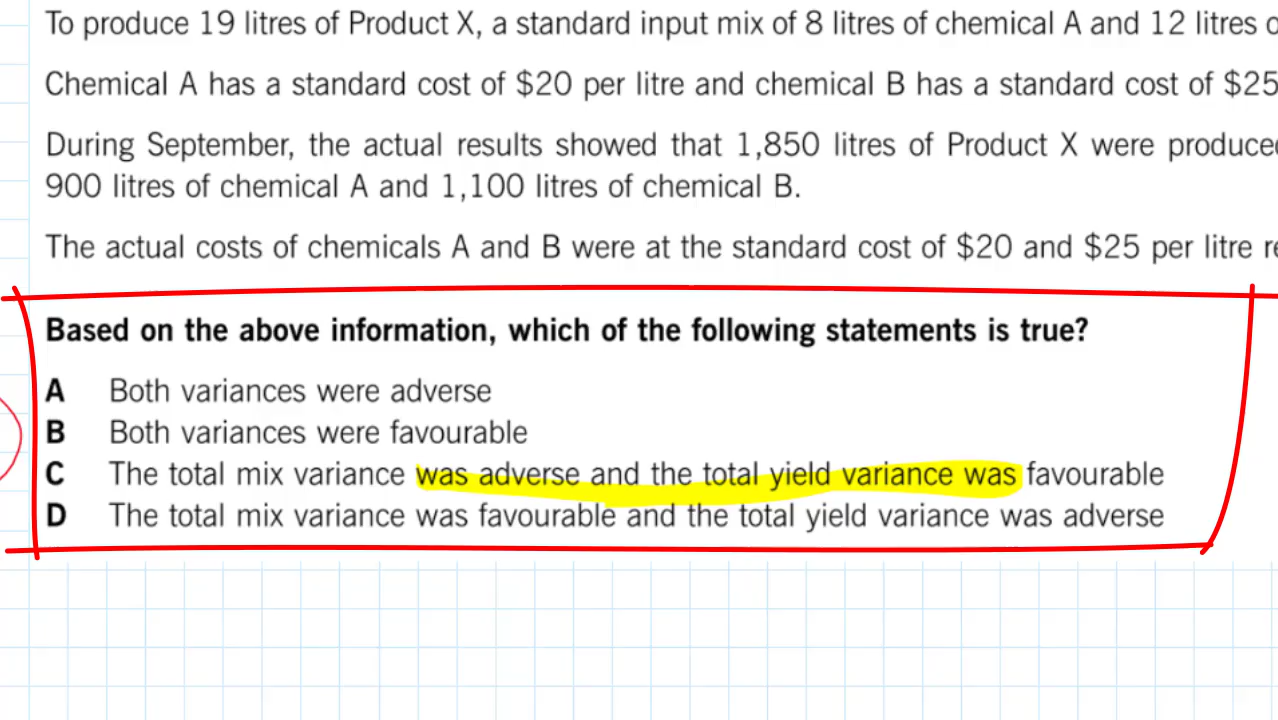 To produce 19 litres of Product X, a standard input mix of 8 litres of chemical A and 12 litres
Chemical A has a standard cost of $20 per litre and chemical B has a standard cost of $25
During September, the actual results showed that 1,850 litres of Product X were produced
900 litres of chemical A and 1,100 litres of chemical B.
The actual costs of chemicals A and B were at the standard cost of $20 and $25 per litre
Based on the above information, which of the following statements is true?
A Both variances were adverse
B Both variances were favourable
C The total mix variance was adverse and the total yield variance was favourable
D The total mix variance was favourable and the total yield variance was adverse